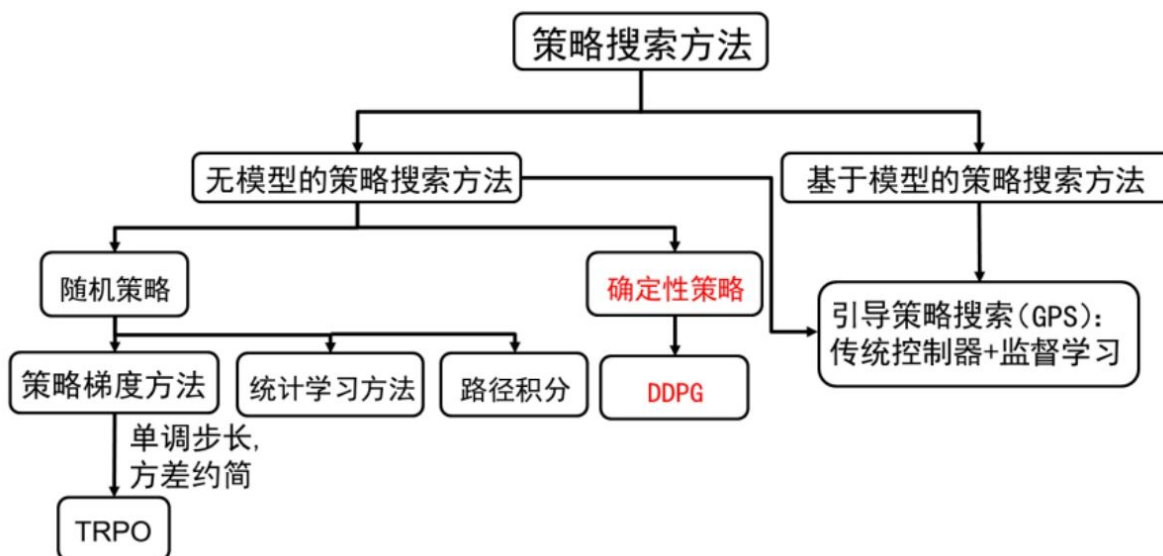 策略搜索方法
无模型的策略搜索方法
基于模型的策略搜索方法
随机策略
确定性策略
引导策略搜索(GPS):
传统控制器+监督学习
策略梯度方法
统计学习方法
路径积分
DDPG
单调步长,
方差约简
TRPO